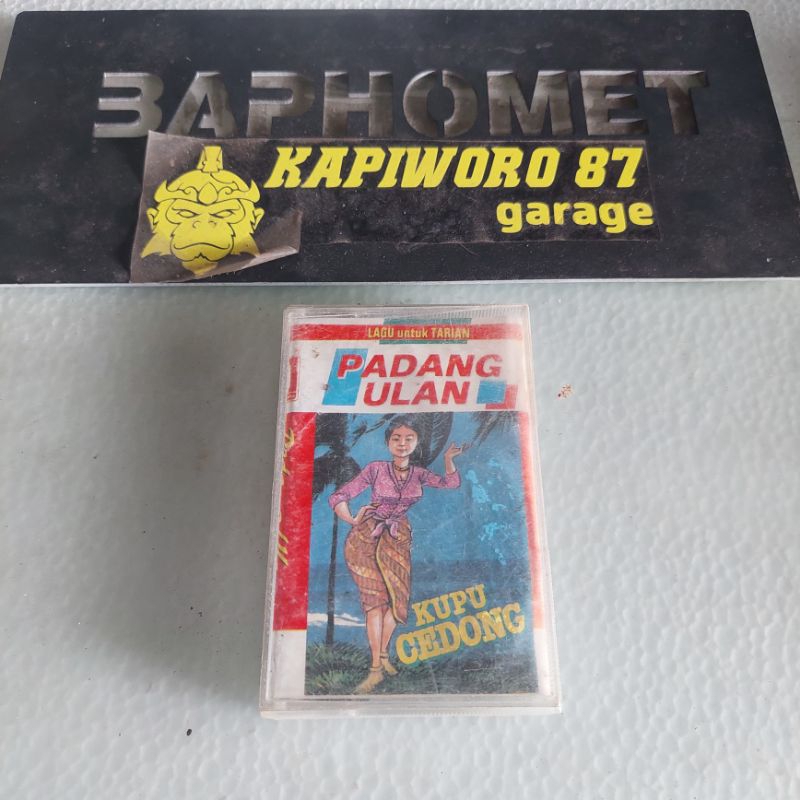 BAPHOMET
KAPIWORO 87
garage
LAGU untuk TARIAN
PADANG
ULAN
KUPU
CEDONG